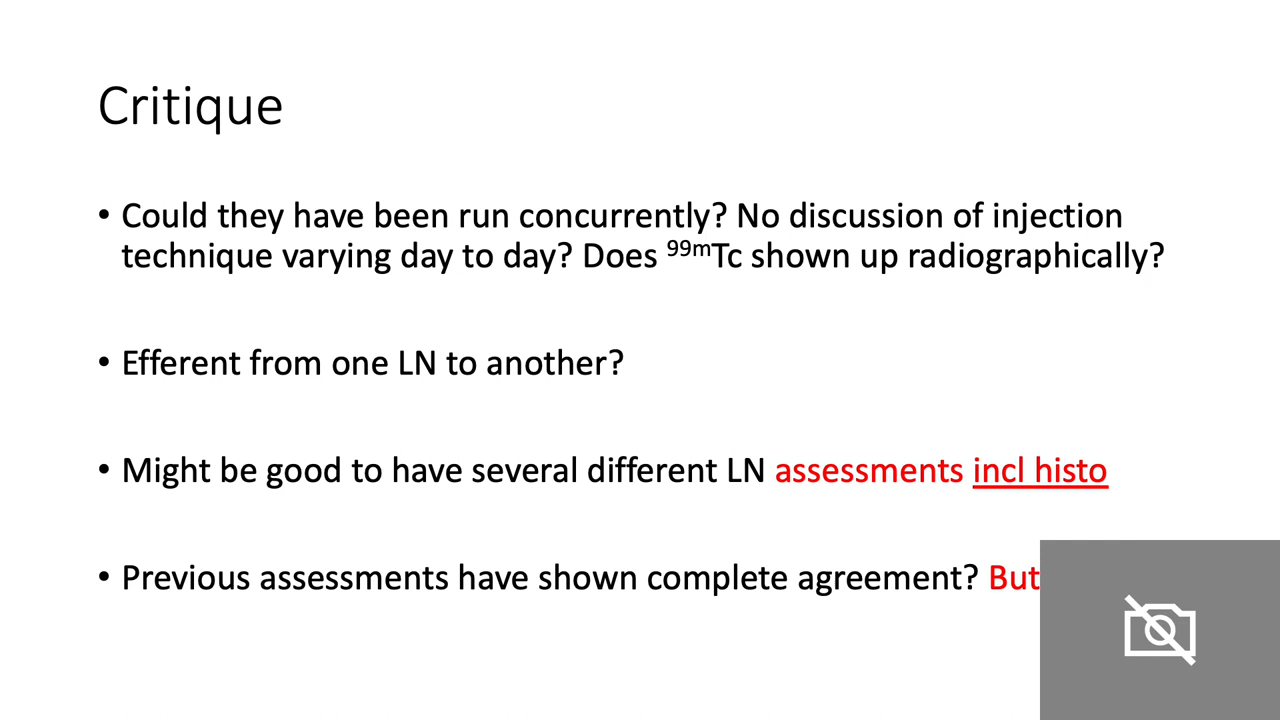 Critique
• Could they have been run concurrently? No discussion of injection
technique varying day to day? Does ⁹⁹ᵐTc shown up radiographically?
• Efferent from one LN to another?
• Might be good to have several different LN assessments incl histo
• Previous assessments have shown complete agreement? But